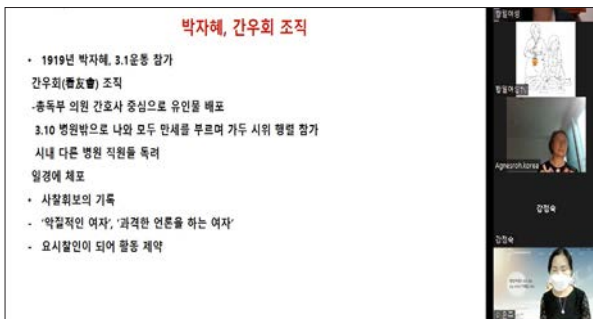 박자혜, 간우회 조직
• 1919년 박자혜, 3.1운동 참가
간우회(看友會) 조직
-총독부 의원 간호사 중심으로 유인물 배포
3.10 병원밖으로 나와 모두 만세를 부르며 가두 시위 행렬 참가
시내 다른 병원 직원들 독려
일경에 체포
• 사찰휘보의 기록
- '악질적인 여자', '과격한 언론을 하는 여자'
- 요시찰인이 되어 활동 제약
Agnesroh.korea
강정숙
강정숙